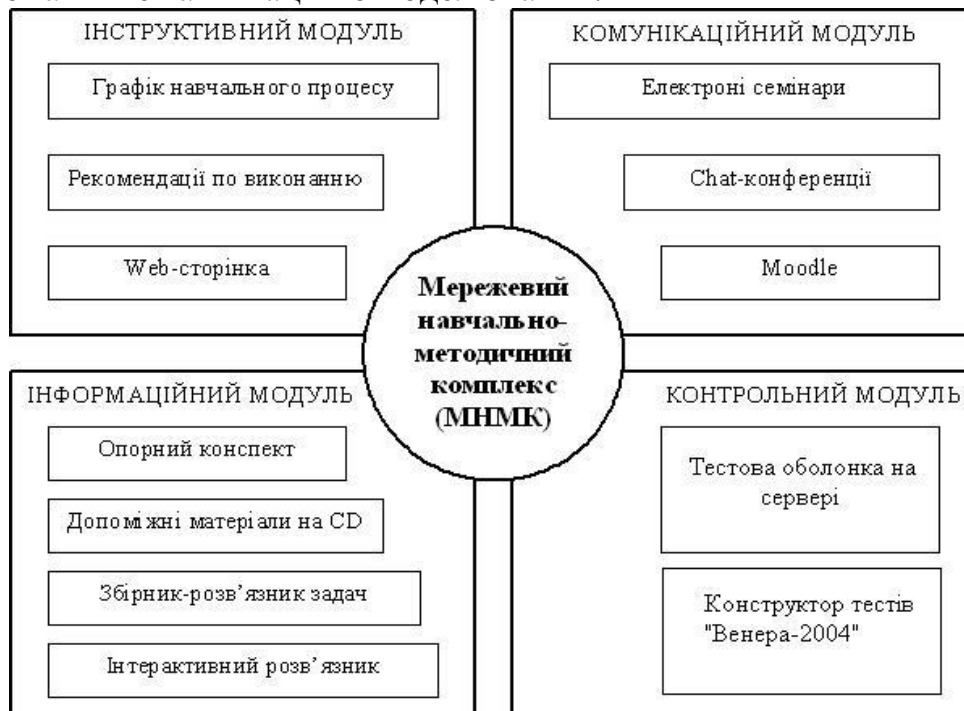 ІНСТРУКТИВНИЙ МОДУЛЬ
Графік навчального процесу
Рекомендації по виконанню
Web-сторінка
КОМУНІКАЦІЙНИЙ МОДУЛЬ
Електроні семінари
Chat-конференції
Moodle
Мережевий
навчально-
методичний
комплекс
(МНМК)
ІНФОРМАЦІЙНИЙ МОДУЛЬ
Опорний конспект
Допоміжні матеріали на CD
Збірник-розв’язник задач
Інтерактивний розв’язник
КОНТРОЛЬНИЙ МОДУЛЬ
Тестова оболонка на
сервері
Конструктор тестів
"Венера-2004"